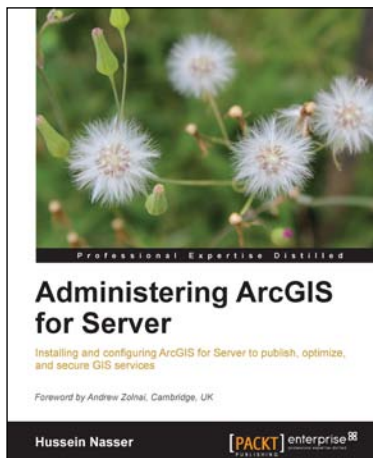 Professional Expertise Distilled
Administering ArcGIS
for Server
Installing and configuring ArcGIS for Server to publish, optimize,
and secure GIS services
Foreword by Andrew Zolnai, Cambridge, UK
Hussein Nasser
[PACKT] enterprise
PUBLISHING